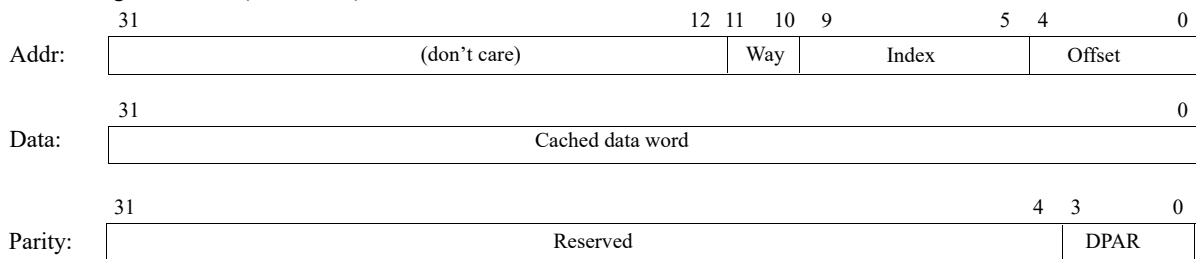 31 12 11 10 9 5 4 0
Addr: (don't care) Way Index Offset
31 0
Data: Cached data word
31 4 3 0
Parity: Reserved DPAR